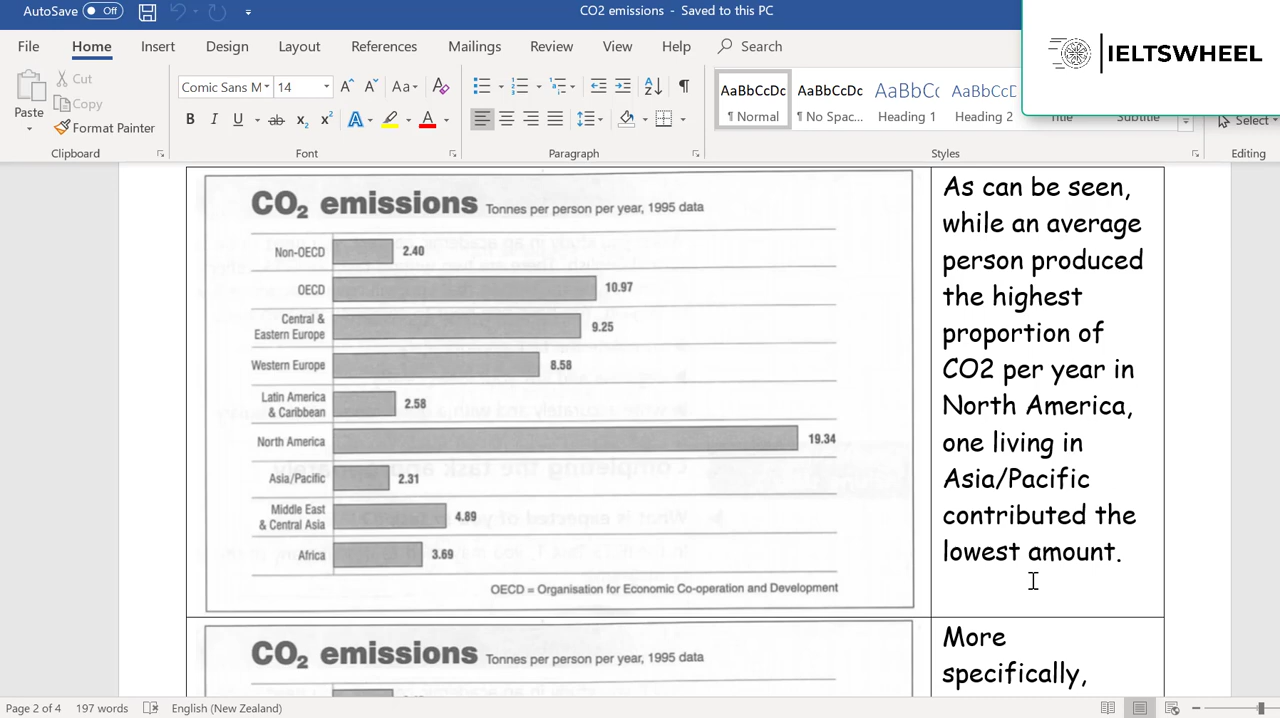 AutoSave Off CO2 emissions - Saved to this PC
IELTSWHEEL
File Home Insert Design Layout References Mailings Review View Help Search
Paste
Cut
Copy
Format Painter
Comic Sans M 14
AaBbCcDc AaBbCcDc AaBbCc AaBbCcD
¶ Normal ¶ No Spac... Heading 1 Heading 2 Title Subtitle
Select
Clipboard Font Paragraph Styles Editing
CO₂ emissions Tonnes per person per year, 1995 data
Non-OECD 2.40
OECD 10.97
Central &
Eastern Europe 9.25
Western Europe 8.58
Latin America
& Caribbean 2.58
North America 19.34
Asia/Pacific 2.31
Middle East
& Central Asia 4.89
Africa 3.69
OECD = Organisation for Economic Co-operation and Development
As can be seen,
while an average
person produced
the highest
proportion of
CO2 per year in
North America,
one living in
Asia/Pacific
contributed the
lowest amount.
CO₂ emissions Tonnes per person per year, 1995 data
More
specifically,
Page 2 of 4 197 words English (New Zealand)